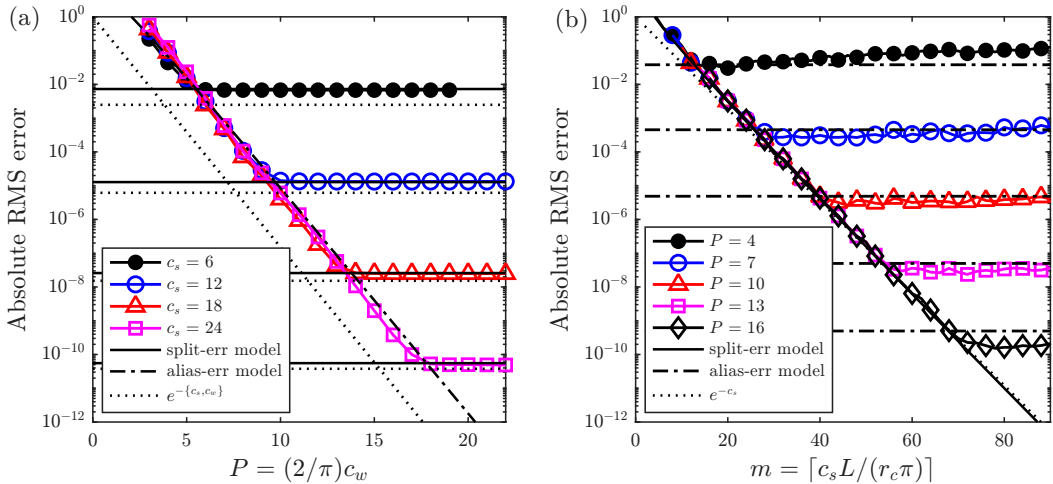 (a)
Absolute RMS error
10^0
10^{-2}
10^{-4}
10^{-6}
10^{-8}
10^{-10}
10^{-12}
c_s = 6
c_s = 12
c_s = 18
c_s = 24
split-err model
alias-err model
e^{-{c_s,c_w}}
0 5 10 15 20
P = (2/π)c_w
(b)
Absolute RMS error
10^0
10^{-2}
10^{-4}
10^{-6}
10^{-8}
10^{-10}
10^{-12}
P = 4
P = 7
P = 10
P = 13
P = 16
split-err model
alias-err model
e^{-c_s}
0 20 40 60 80
m = ⌈c_s L/(r_c π)⌉